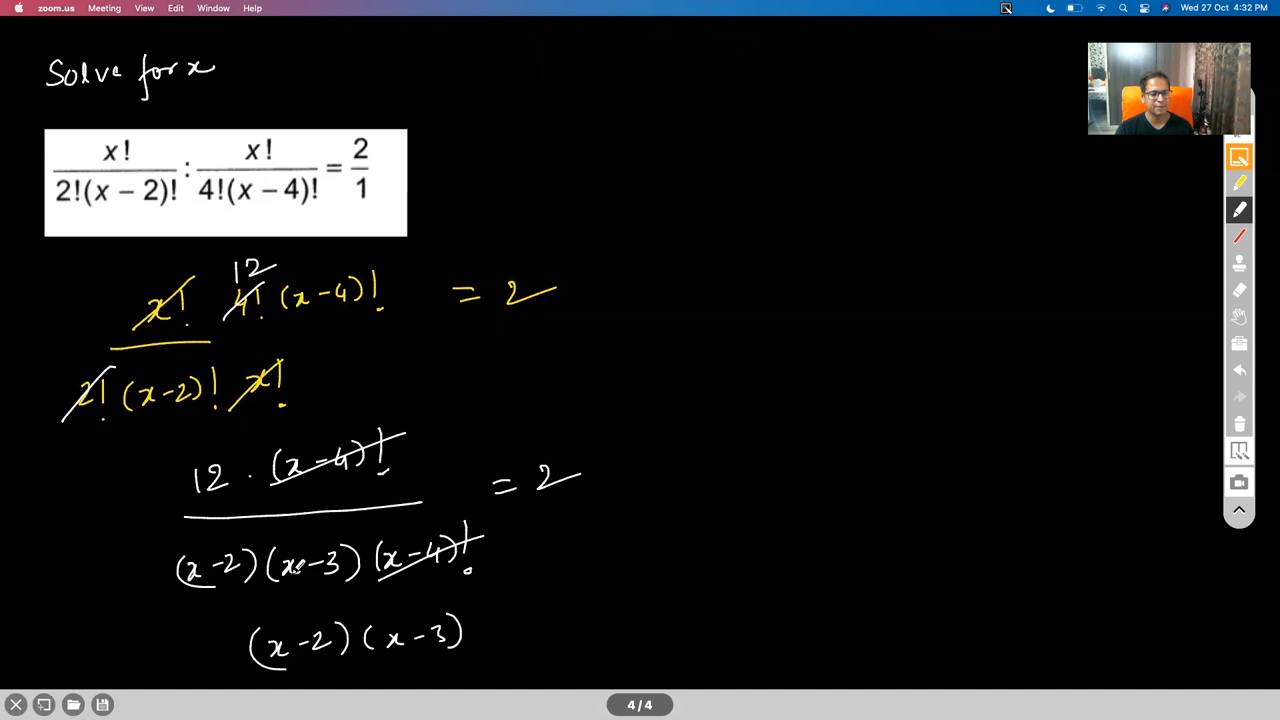 zoom.us Meeting View Edit Window Help Wed 27 Oct 4:32 PM
Solve for x
x! / 2!(x – 2)! : x! / 4!(x – 4)! = 2/1
12
x! 4! (x-4)! = 2
2! (x-2)! x!
12 . (x-4)! = 2
(x-2)(x-3)(x-4)!
(x-2)(x-3)
4/4